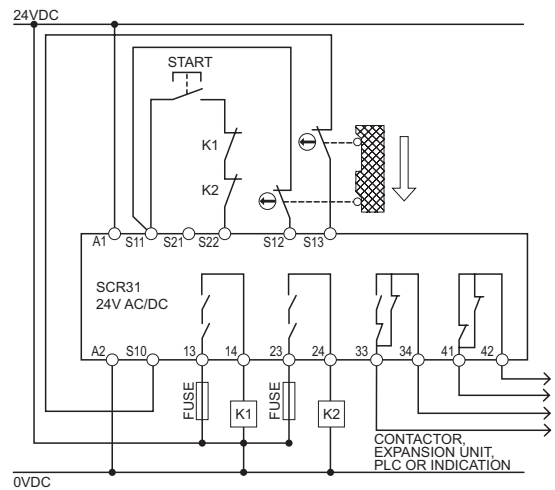 24VDC
START
K1
K2
A1 S11 S21 S22 S12 S13
SCR31
24V AC/DC
A2 S10 13 14 23 24 33 34 41 42
FUSE
K1
FUSE
K2
CONTACTOR,
EXPANSION UNIT,
PLC OR INDICATION
0VDC